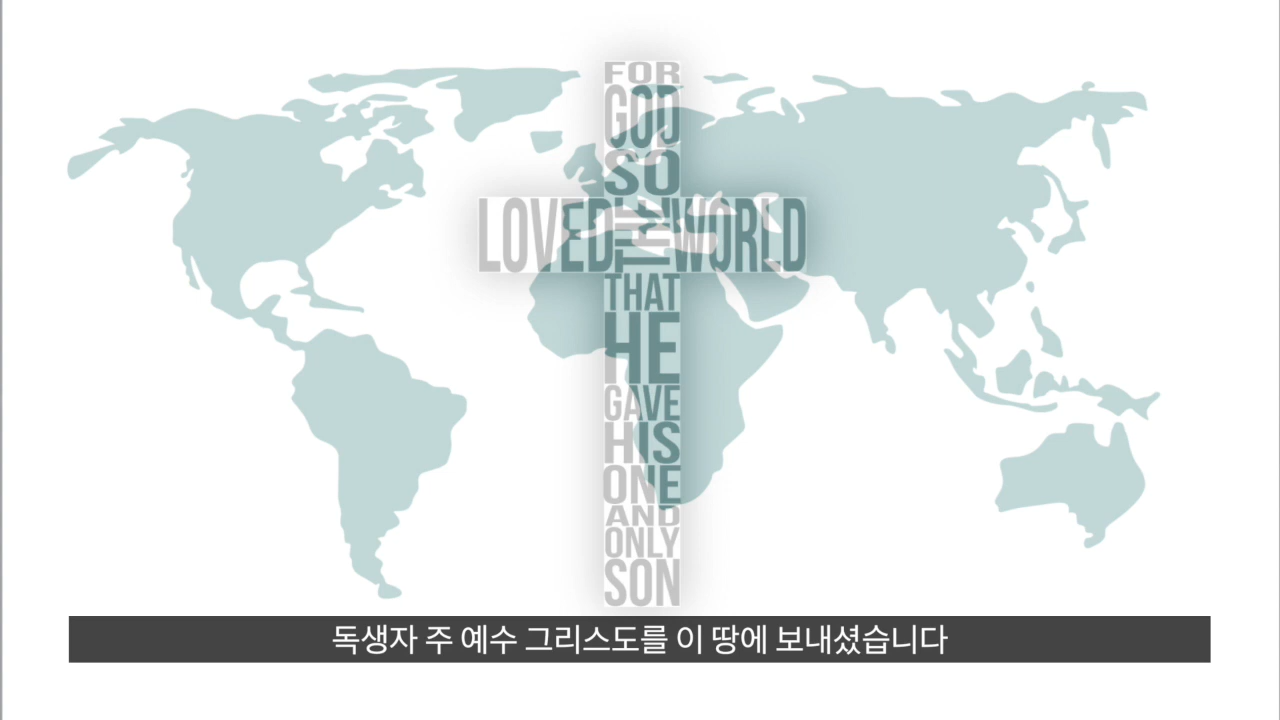 FOR
GOD
SO
LOVED THE WORLD
THAT
HE
GAVE
HIS
ONE
AND
ONLY
SON
독생자 주 예수 그리스도를 이 땅에 보내셨습니다